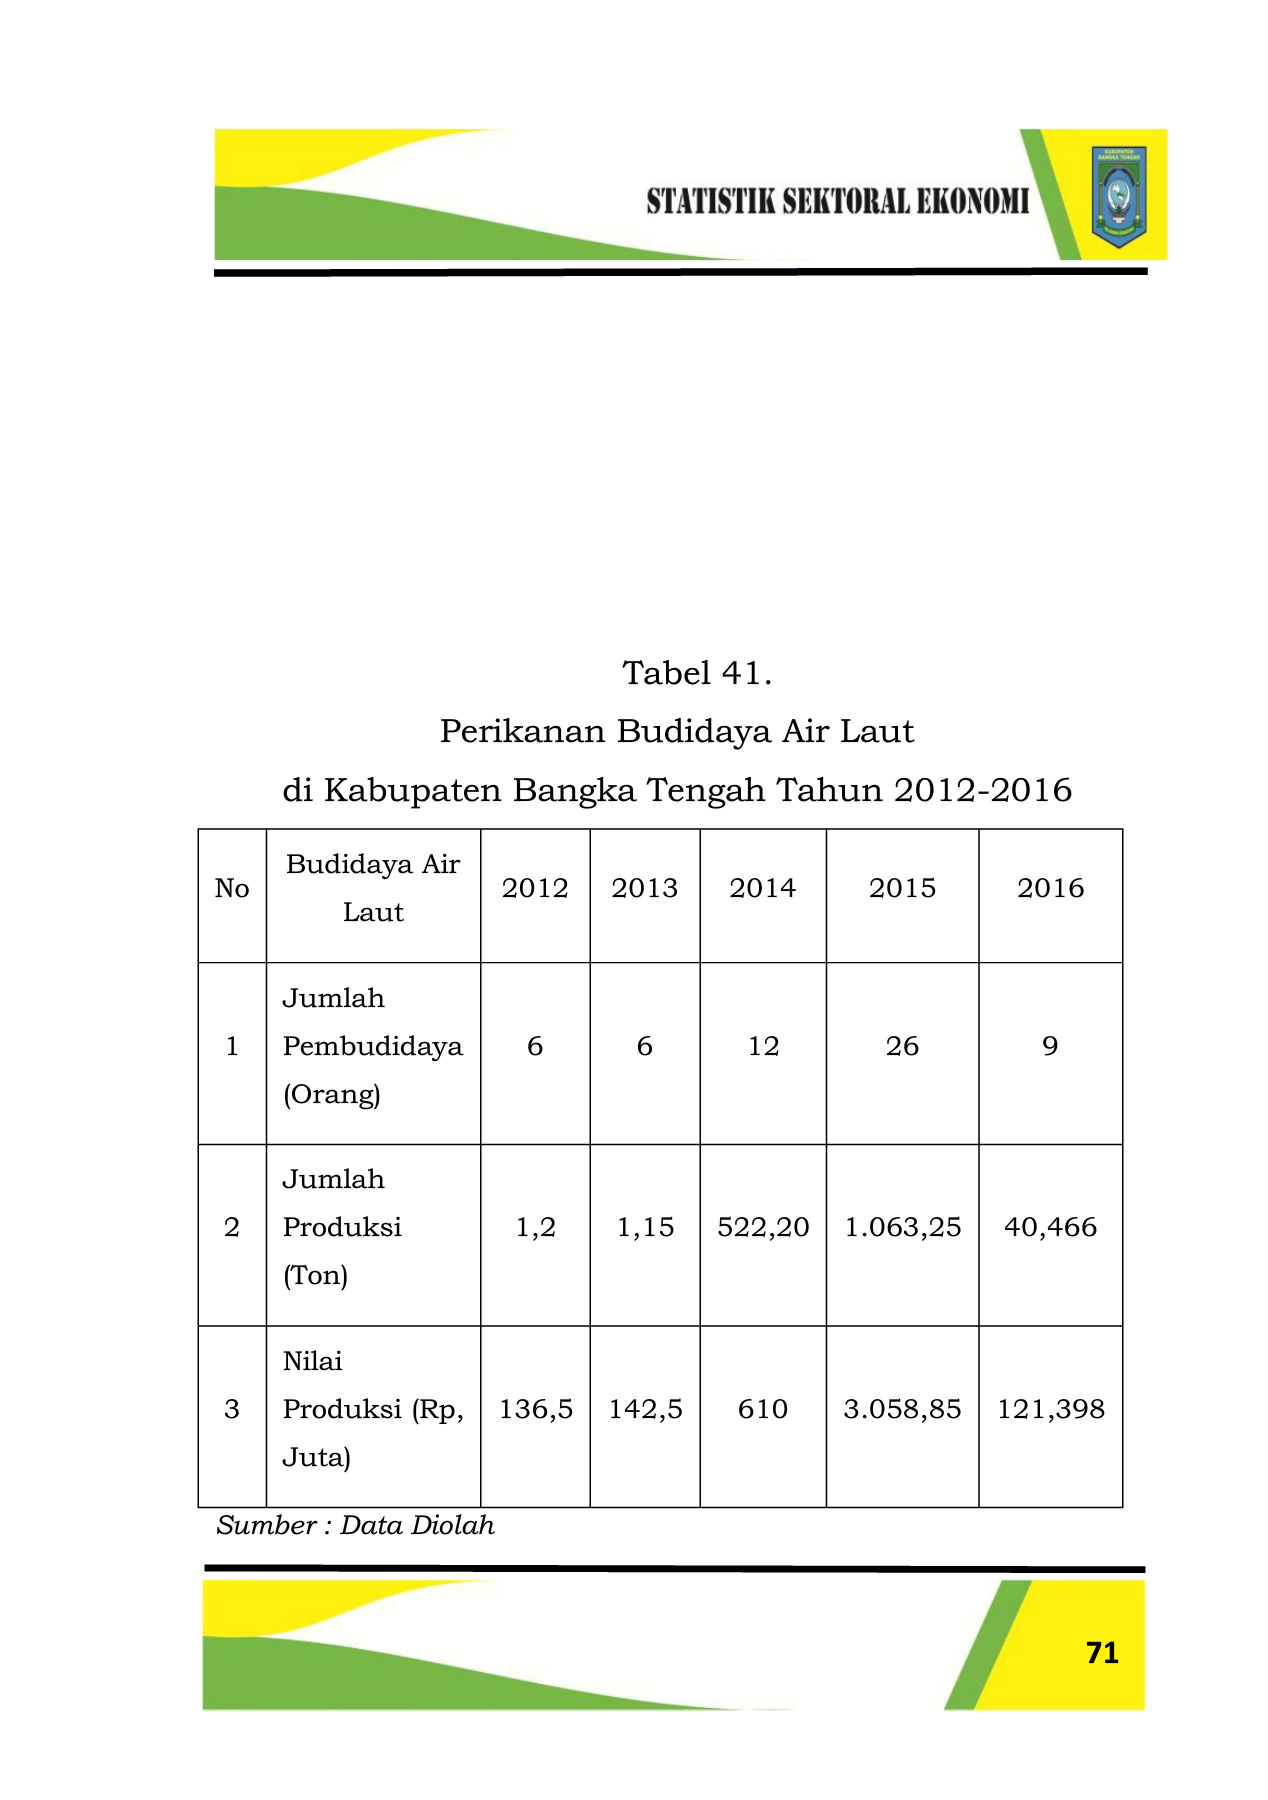 STATISTIK SEKTORAL EKONOMI
KABUPATEN
BANGKA TENGAH
Tabel 41.
Perikanan Budidaya Air Laut
di Kabupaten Bangka Tengah Tahun 2012-2016
No Budidaya Air Laut 2012 2013 2014 2015 2016
1 Jumlah Pembudidaya (Orang) 6 6 12 26 9
2 Jumlah Produksi (Ton) 1,2 1,15 522,20 1.063,25 40,466
3 Nilai Produksi (Rp, Juta) 136,5 142,5 610 3.058,85 121,398
Sumber : Data Diolah
71